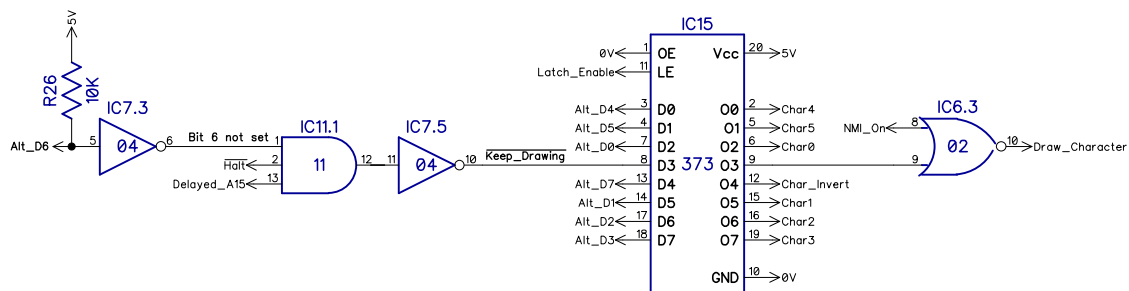 5V
R26
10K
Alt_D6
5
IC7.3
04
6
Bit 6 not set
IC11.1
1
Halt
2
Delayed_A15
13
11
12
11
IC7.5
04
10
Keep_Drawing
IC15
0V 1 OE Vcc 20 5V
Latch_Enable 11 LE
Alt_D4 3 D0 O0 2 Char4
Alt_D5 4 D1 O1 5 Char5
Alt_D0 7 D2 O2 6 Char0
8 D3 373 O3 9
Alt_D7 13 D4 O4 12 Char_Invert
Alt_D1 14 D5 O5 15 Char1
Alt_D2 17 D6 O6 16 Char2
Alt_D3 18 D7 O7 19 Char3
GND 10 0V
IC6.3
NMI_On 8
9
02
10 Draw_Character